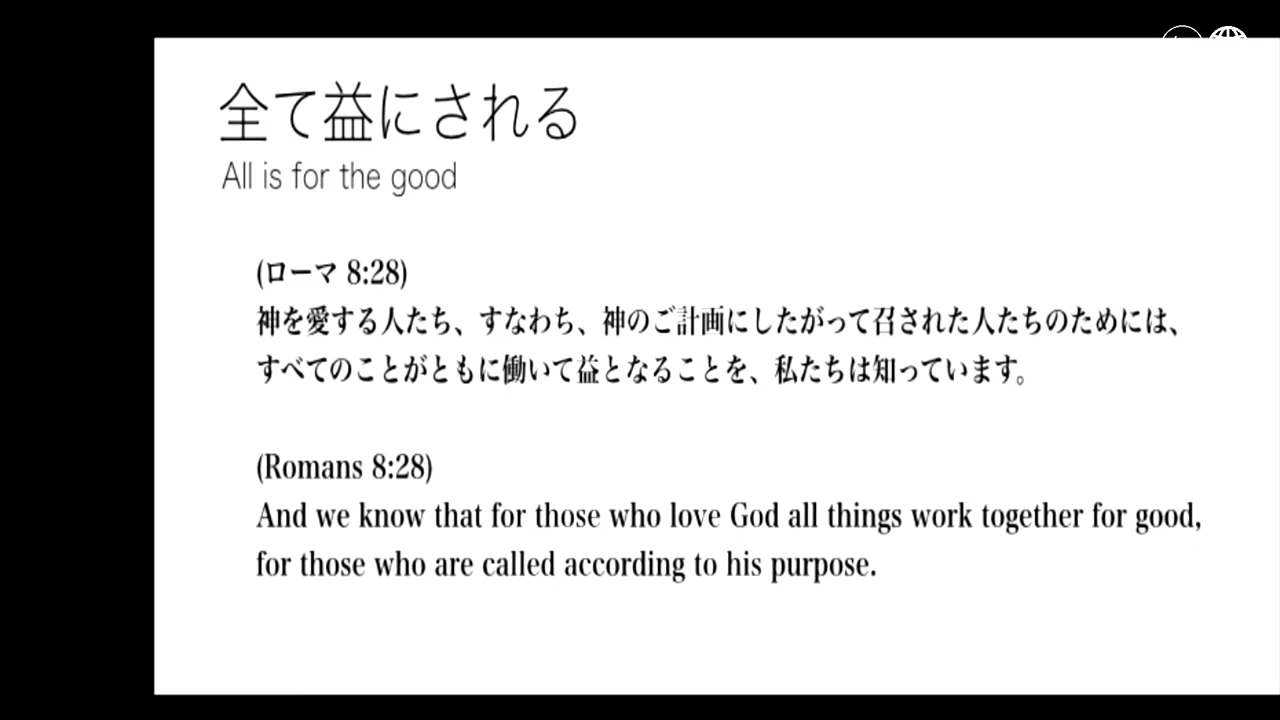 全て益にされる
All is for the good
(ローマ 8:28)
神を愛する人たち、すなわち、神のご計画にしたがって召された人たちのためには、
すべてのことがともに働いて益となることを、私たちは知っています。
(Romans 8:28)
And we know that for those who love God all things work together for good,
for those who are called according to his purpose.